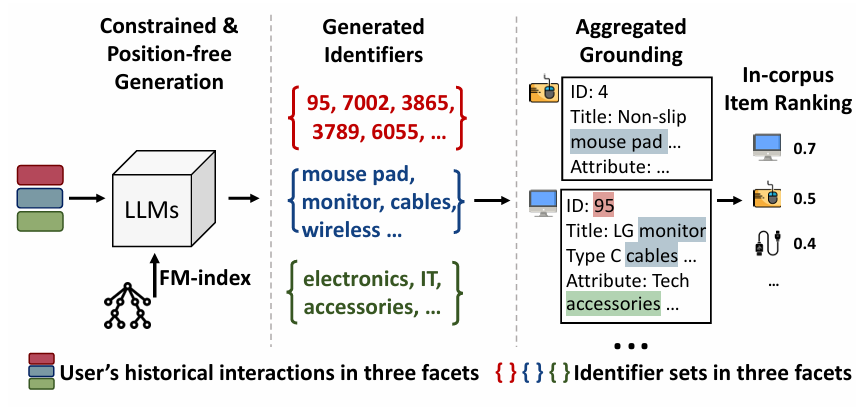 Constrained &
Position-free
Generation
LLMs
FM-index
Generated
Identifiers
95, 7002, 3865,
3789, 6055, ...
mouse pad,
monitor, cables,
wireless ...
electronics, IT,
accessories, ...
Aggregated
Grounding
ID: 4
Title: Non-slip
mouse pad ...
Attribute: ...
ID: 95
Title: LG monitor
Type C cables ...
Attribute: Tech
accessories ...
...
In-corpus
Item Ranking
0.7
0.5
0.4
...
User's historical interactions in three facets
{ } { } { } Identifier sets in three facets